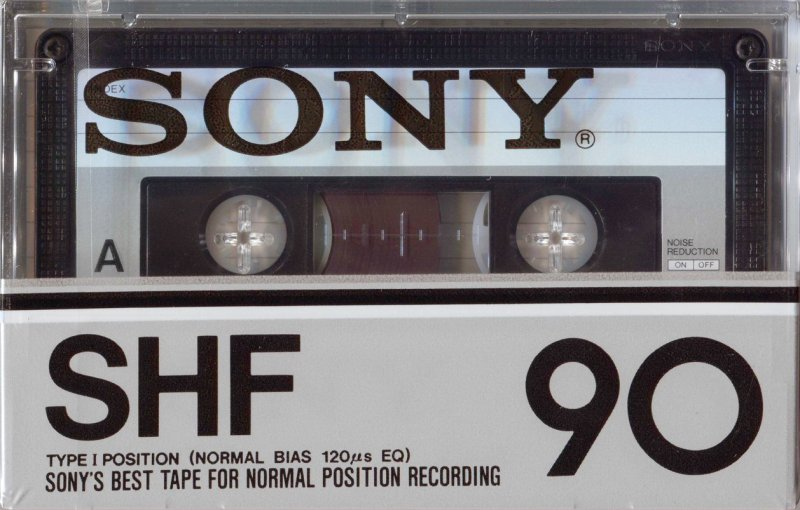 SONY
INDEX
SONY®
A
NOISE
REDUCTION
ON OFF
SHF 90
TYPE I POSITION (NORMAL BIAS 120µs EQ)
SONY'S BEST TAPE FOR NORMAL POSITION RECORDING